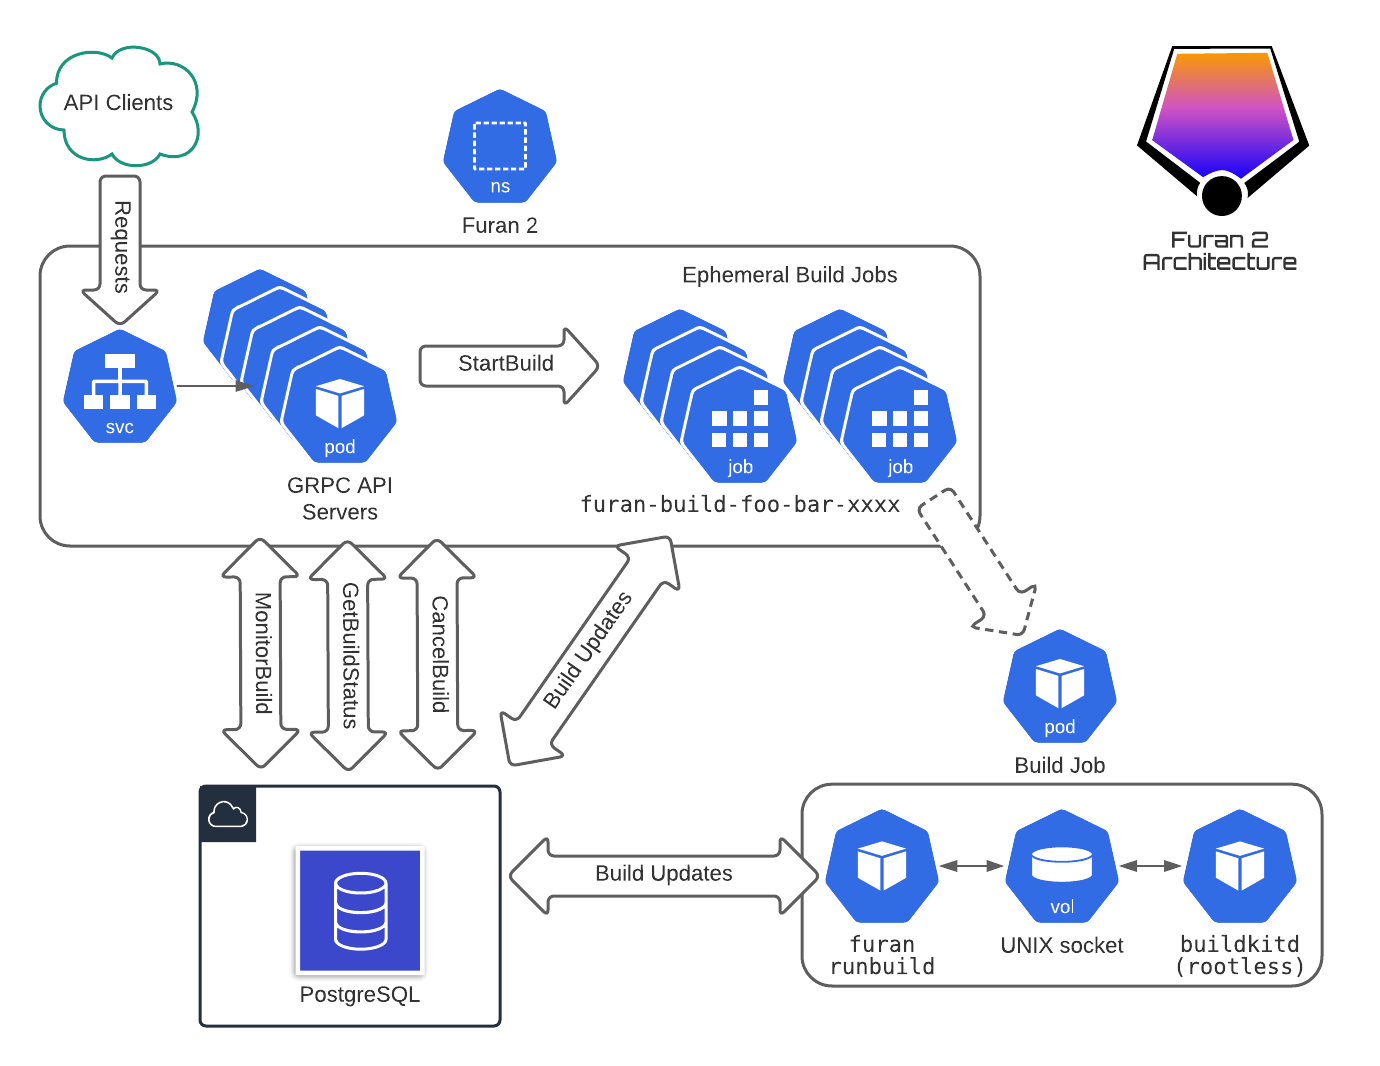 API Clients
Requests
ns
Furan 2
Furan 2
Architecture
Ephemeral Build Jobs
svc
pod
GRPC API
Servers
StartBuild
job
job
furan-build-foo-bar-xxxx
MonitorBuild
GetBuildStatus
CancelBuild
Build Updates
pod
Build Job
PostgreSQL
Build Updates
furan
runbuild
vol
UNIX socket
buildkitd
(rootless)